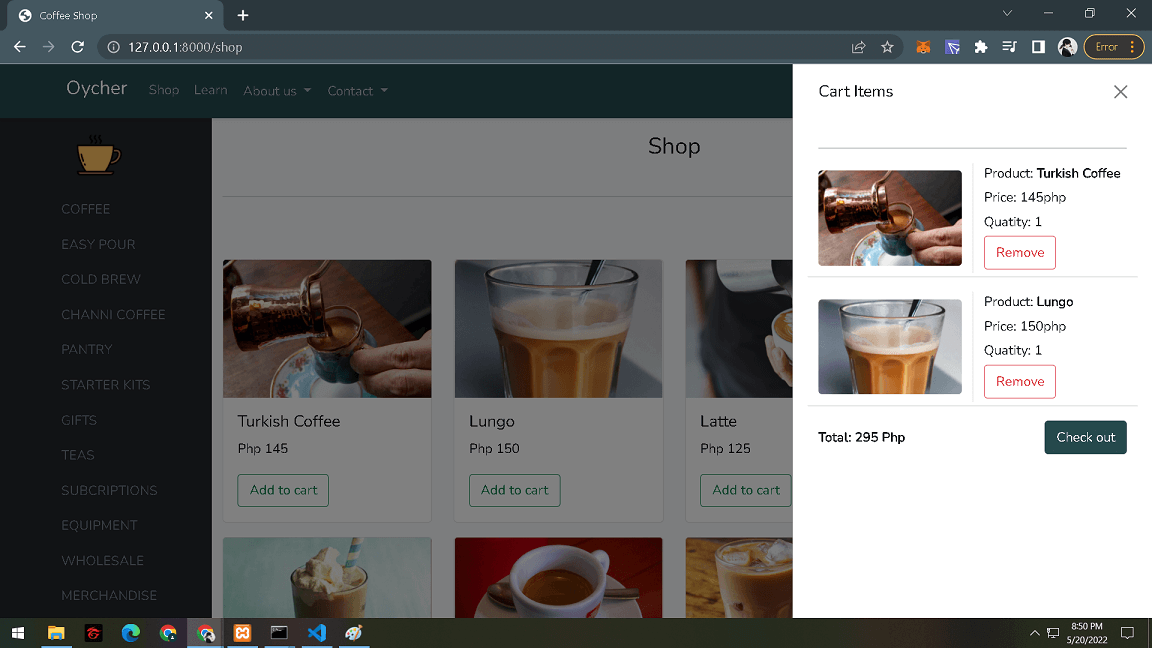 Coffee Shop
127.0.0.1:8000/shop
Error
Oycher
Shop
Learn
About us
Contact
COFFEE
EASY POUR
COLD BREW
CHANNI COFFEE
PANTRY
STARTER KITS
GIFTS
TEAS
SUBCRIPTIONS
EQUIPMENT
WHOLESALE
MERCHANDISE
Shop
Turkish Coffee
Php 145
Add to cart
Lungo
Php 150
Add to cart
Latte
Php 125
Add to cart
Cart Items
Product: Turkish Coffee
Price: 145php
Quatity: 1
Remove
Product: Lungo
Price: 150php
Quatity: 1
Remove
Total: 295 Php
Check out
8:50 PM
5/20/2022